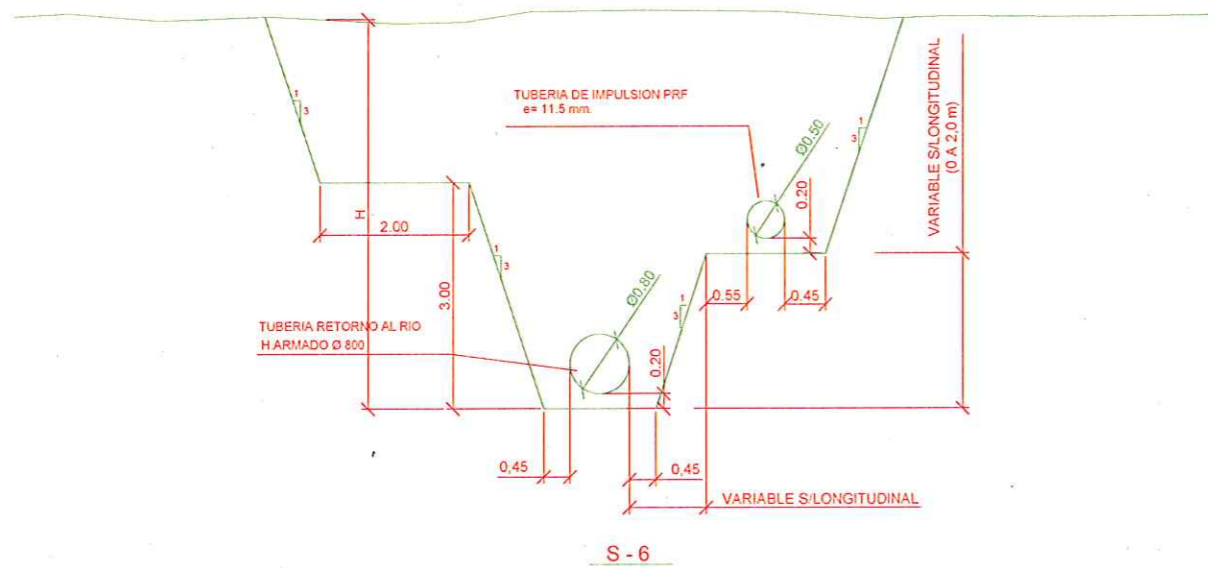 1
3
TUBERIA DE IMPULSION PRF
e= 11.5 mm.
Ø0.50
0.20
1
3
VARIABLE S/LONGITUDINAL
(0 A 2,0 m)
H
2.00
1
3
3.00
0.55
0.45
Ø0.80
1
3
TUBERIA RETORNO AL RIO
H.ARMADO Ø 800
0.20
0,45
0,45
VARIABLE S/LONGITUDINAL
S - 6